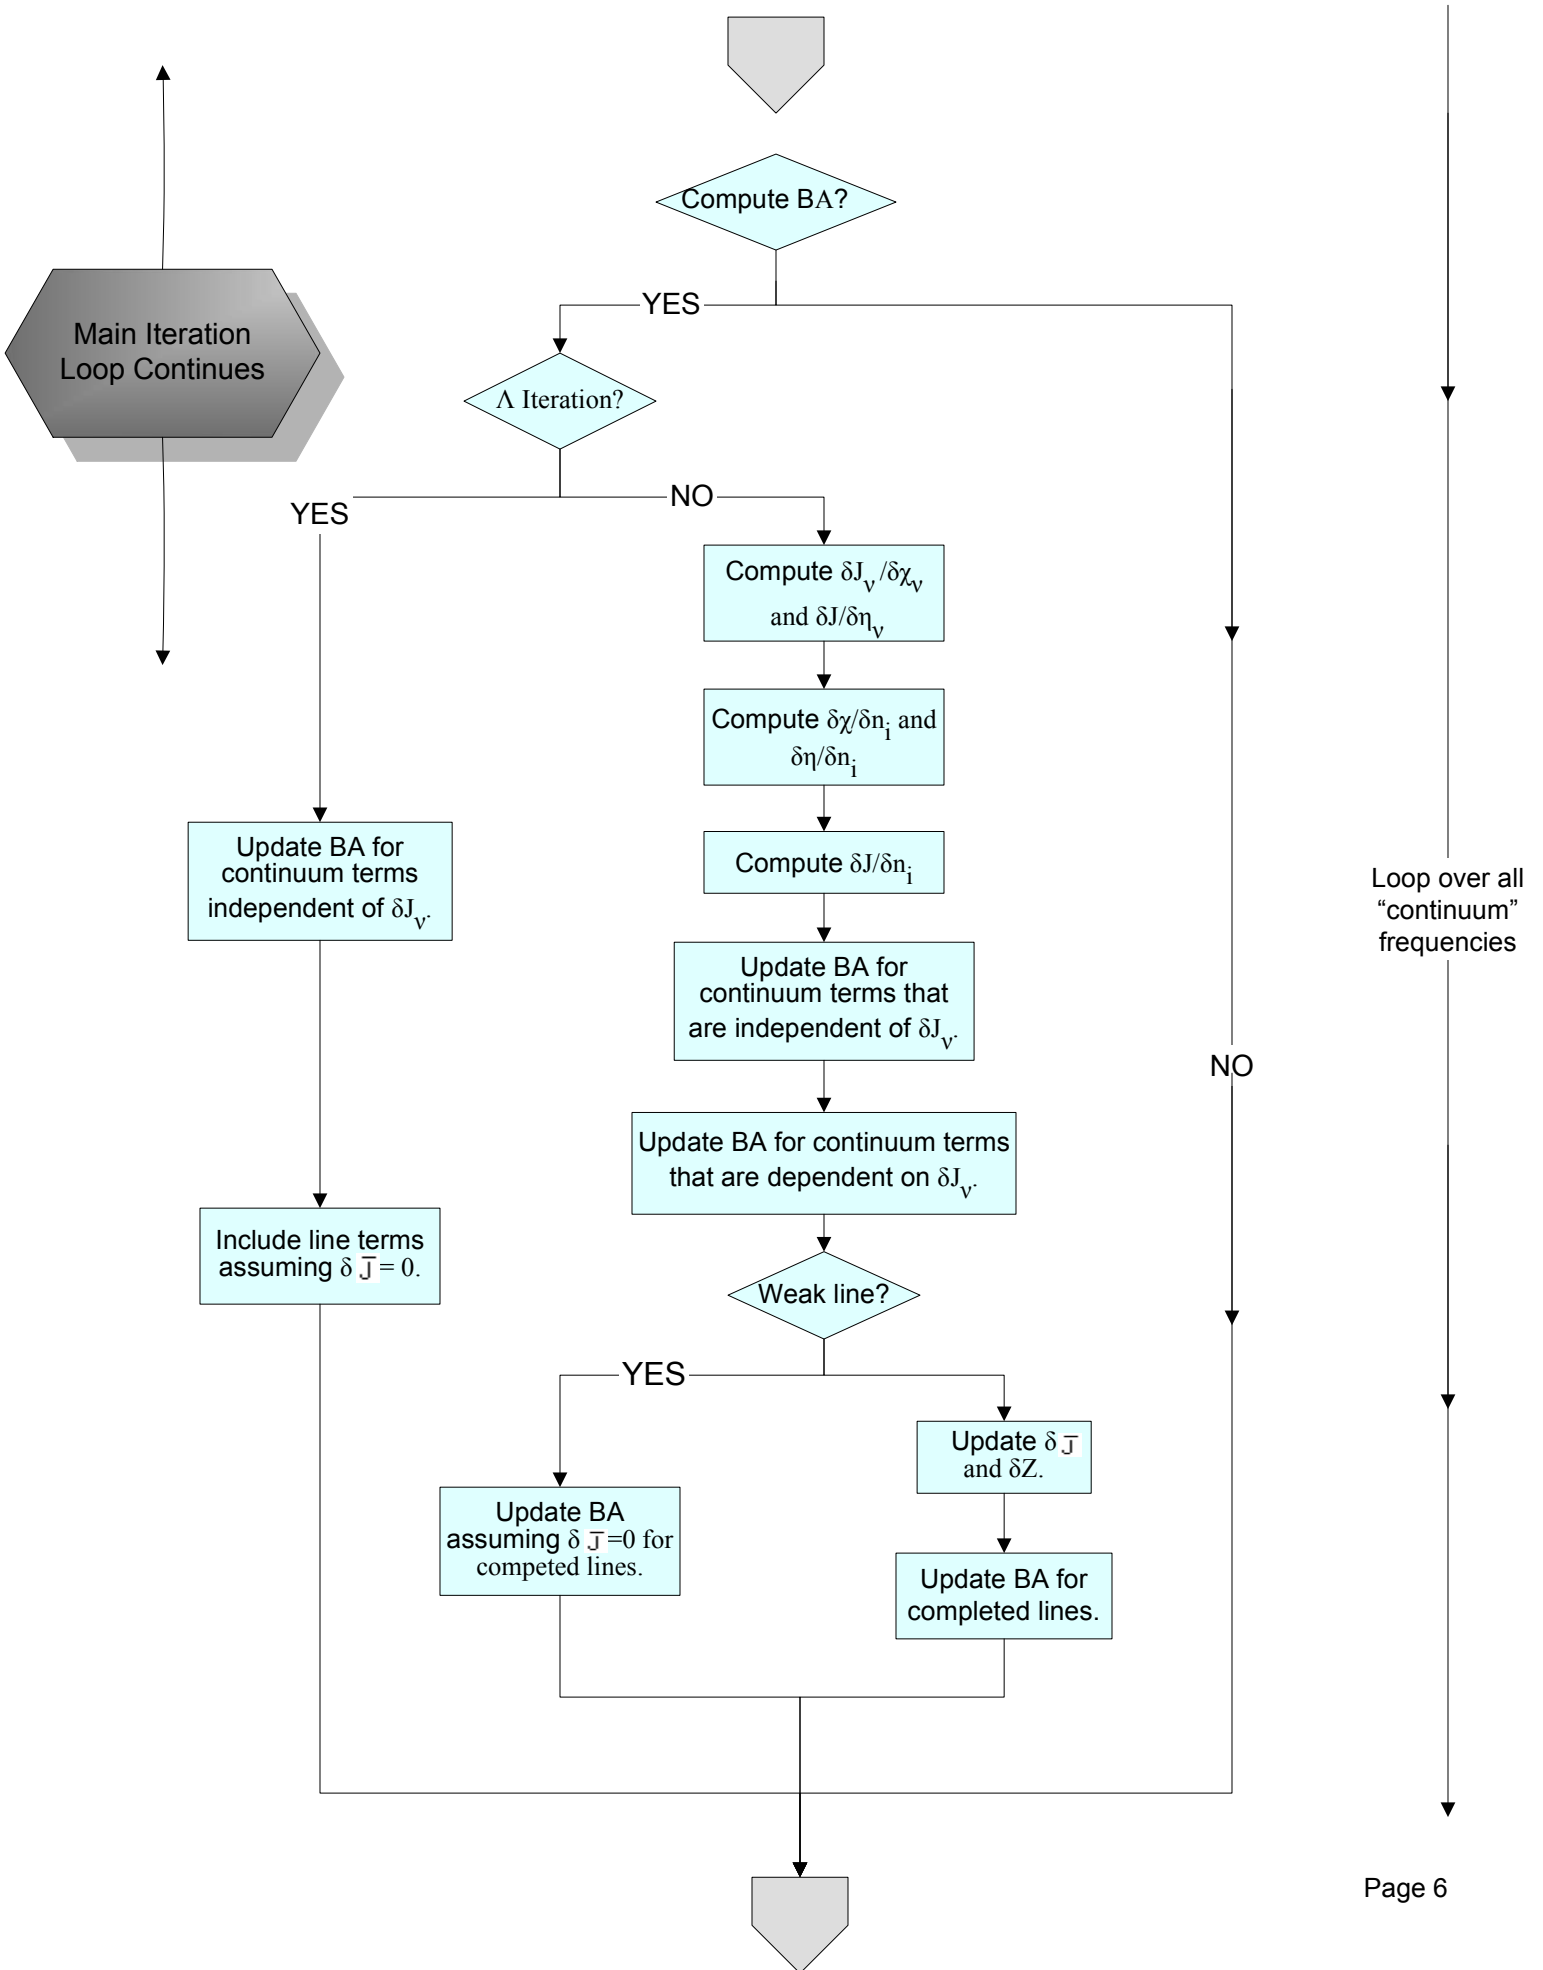 Compute BA?
YES
Main Iteration
Loop Continues
Λ Iteration?
YES
NO
Compute δJν/δχν
and δJ/δην
Compute δχ/δni and
δη/δni
Update BA for
continuum terms
independent of δJν.
Compute δJ/δni
Loop over all
“continuum”
frequencies
Update BA for
continuum terms that
are independent of δJν.
NO
Update BA for continuum terms
that are dependent on δJν.
Include line terms
assuming δ J̅ = 0.
Weak line?
YES
Update δ J̅
and δZ.
Update BA
assuming δ J̅ =0 for
competed lines.
Update BA for
completed lines.
Page 6